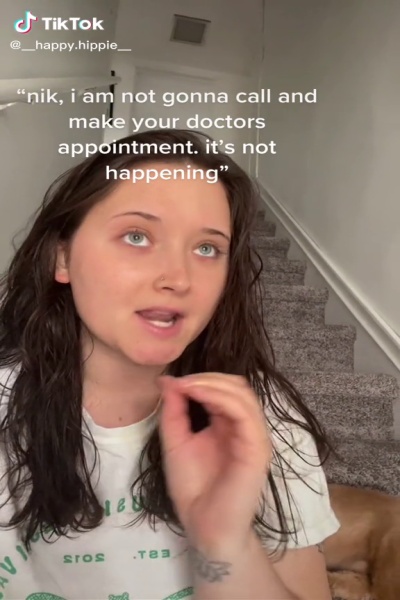 TikTok
@__happy.hippie__
“nik, i am not gonna call and
make your doctors
appointment. it’s not
happening”
EST. 2012